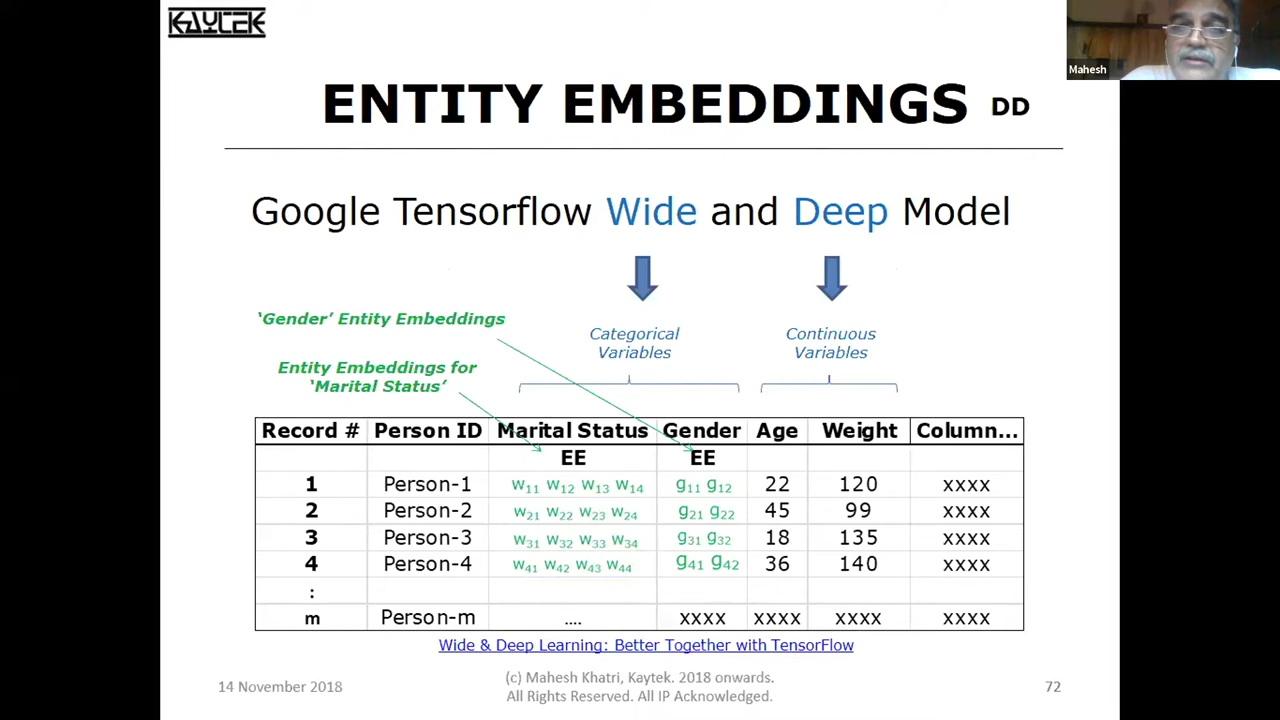 KAYTEK
Mahesh
ENTITY EMBEDDINGS DD
Google Tensorflow Wide and Deep Model
‘Gender’ Entity Embeddings
Categorical Variables
Continuous Variables
Entity Embeddings for
‘Marital Status’
Record # Person ID Marital Status Gender Age Weight Column...
EE EE
1 Person-1 w₁₁ w₁₂ w₁₃ w₁₄ g₁₁ g₁₂ 22 120 xxxx
2 Person-2 w₂₁ w₂₂ w₂₃ w₂₄ g₂₁ g₂₂ 45 99 xxxx
3 Person-3 w₃₁ w₃₂ w₃₃ w₃₄ g₃₁ g₃₂ 18 135 xxxx
4 Person-4 w₄₁ w₄₂ w₄₃ w₄₄ g₄₁ g₄₂ 36 140 xxxx
:
m Person-m .... xxxx xxxx xxxx xxxx
Wide & Deep Learning: Better Together with TensorFlow
14 November 2018
(c) Mahesh Khatri, Kaytek. 2018 onwards.
All Rights Reserved. All IP Acknowledged.
72